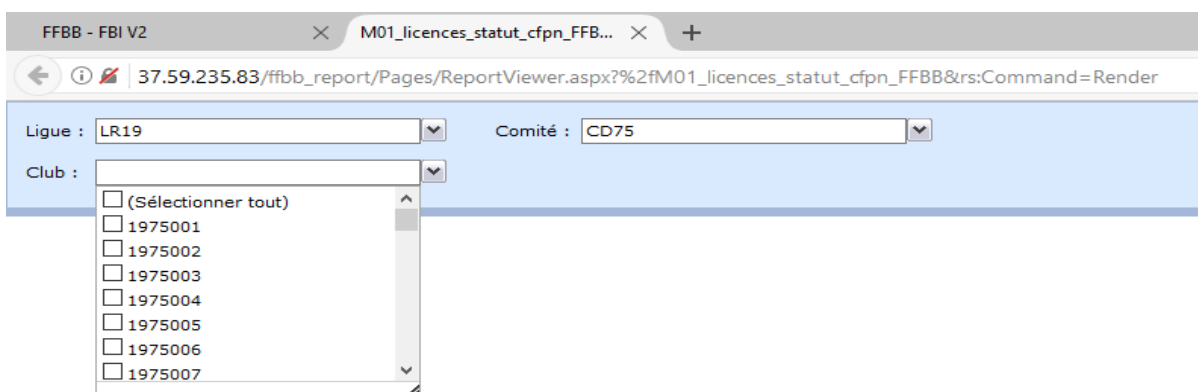 FFBB - FBI V2 M01_licences_statut_cfpn_FFB...
37.59.235.83/ffbb_report/Pages/ReportViewer.aspx?%2fM01_licences_statut_cfpn_FFBB&rs:Command=Render
Ligue : LR19 Comité : CD75
Club :
(Sélectionner tout)
1975001
1975002
1975003
1975004
1975005
1975006
1975007